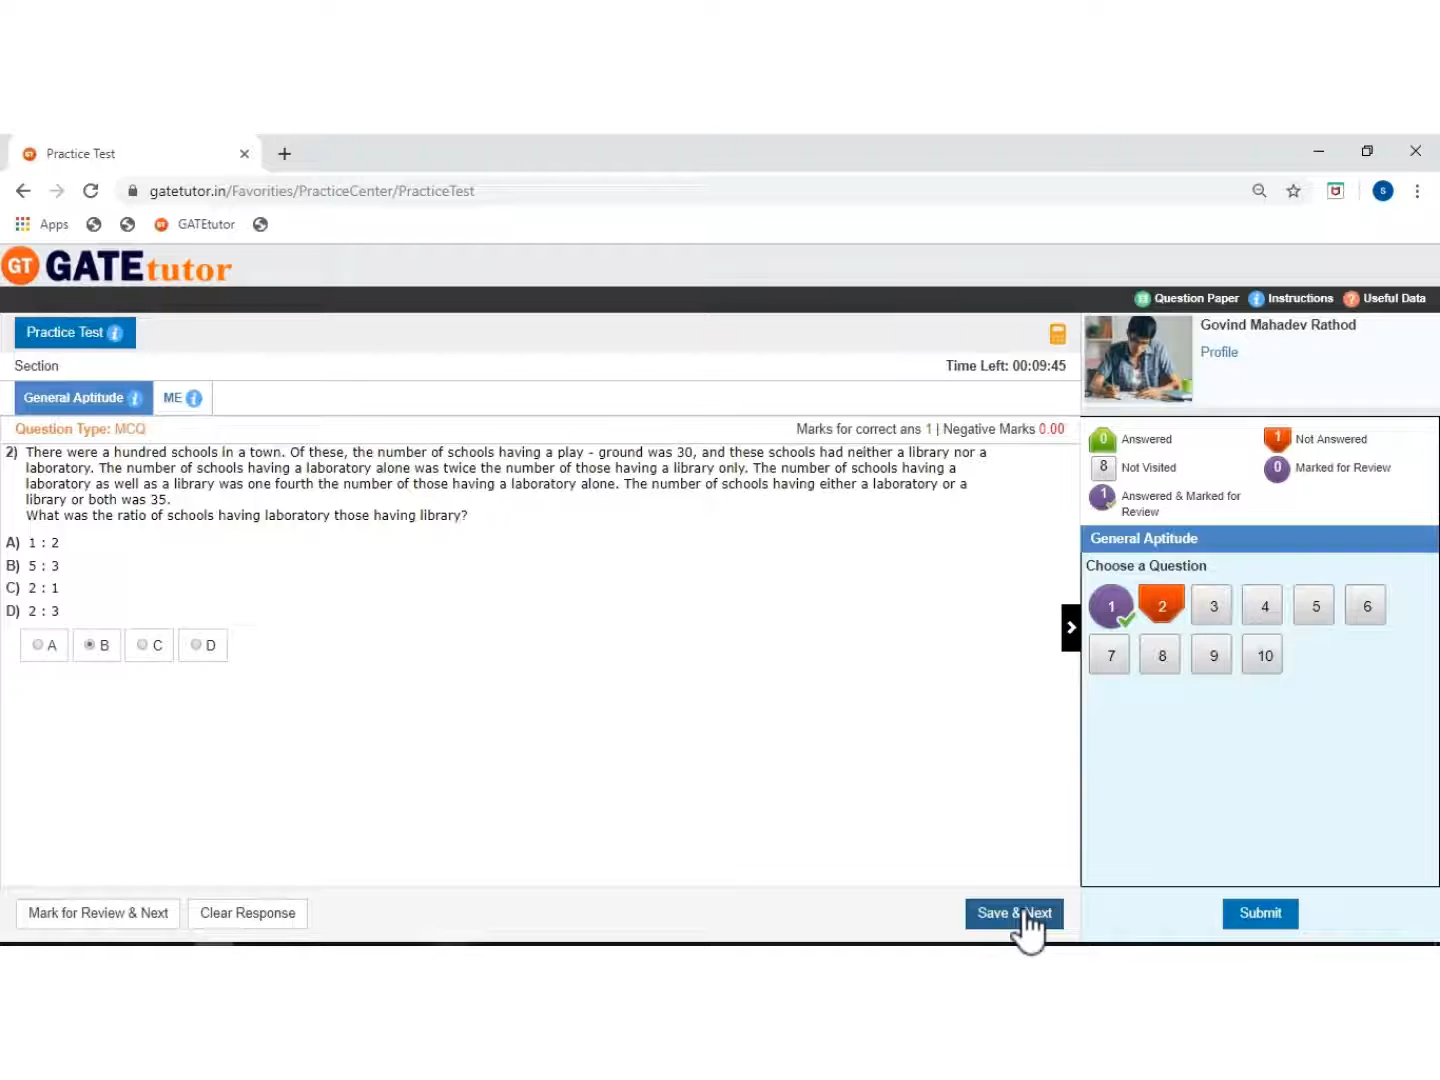 Practice Test
gatetutor.in/Favorities/PracticeCenter/PracticeTest
S
Apps
GATEtutor
GT GATEtutor
Question Paper
Instructions
Useful Data
Practice Test
Govind Mahadev Rathod
Profile
Section
Time Left: 00:09:45
General Aptitude
ME
Question Type: MCQ
Marks for correct ans 1 | Negative Marks 0.00
2) There were a hundred schools in a town. Of these, the number of schools having a play - ground was 30, and these schools had neither a library nor a
laboratory. The number of schools having a laboratory alone was twice the number of those having a library only. The number of schools having a
laboratory as well as a library was one fourth the number of those having a laboratory alone. The number of schools having either a laboratory or a
library or both was 35.
What was the ratio of schools having laboratory those having library?
A) 1 : 2
B) 5 : 3
C) 2 : 1
D) 2 : 3
A
B
C
D
0 Answered
1 Not Answered
8 Not Visited
0 Marked for Review
1 Answered & Marked for
Review
General Aptitude
Choose a Question
1 2 3 4 5 6
7 8 9 10
Mark for Review & Next
Clear Response
Save & Next
Submit